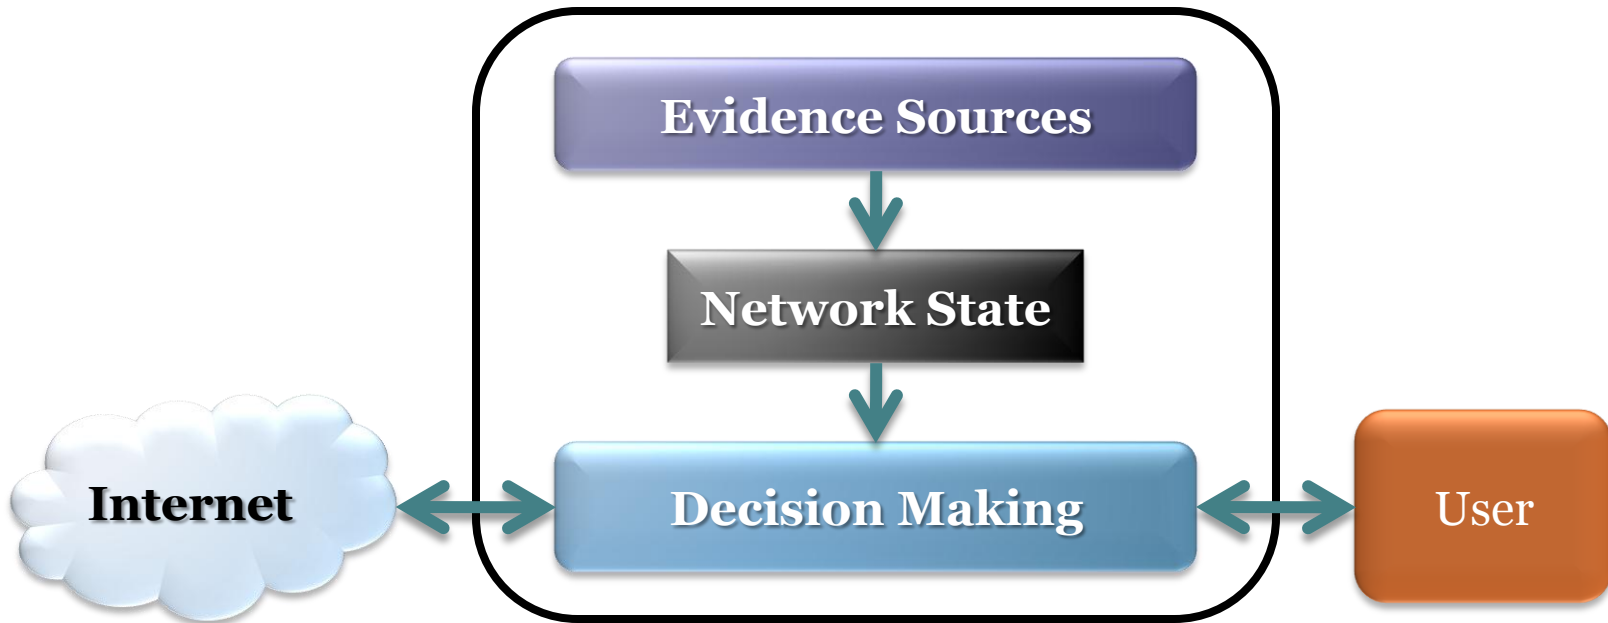 Evidence Sources
Network State
Internet
Decision Making
User